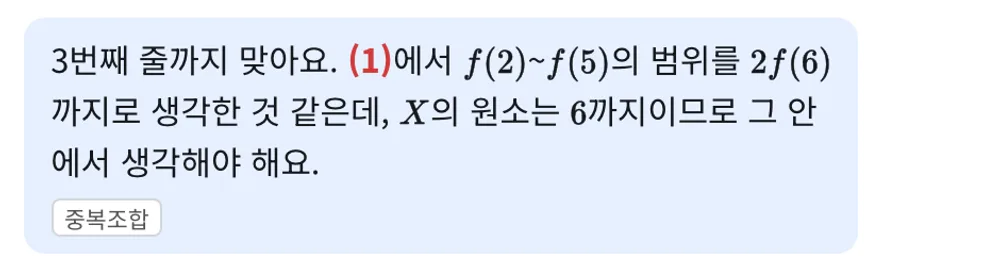 3번째 줄까지 맞아요. (1)에서 f(2)~f(5)의 범위를 2f(6)
까지로 생각한 것 같은데, X의 원소는 6까지이므로 그 안
에서 생각해야 해요.
중복조합